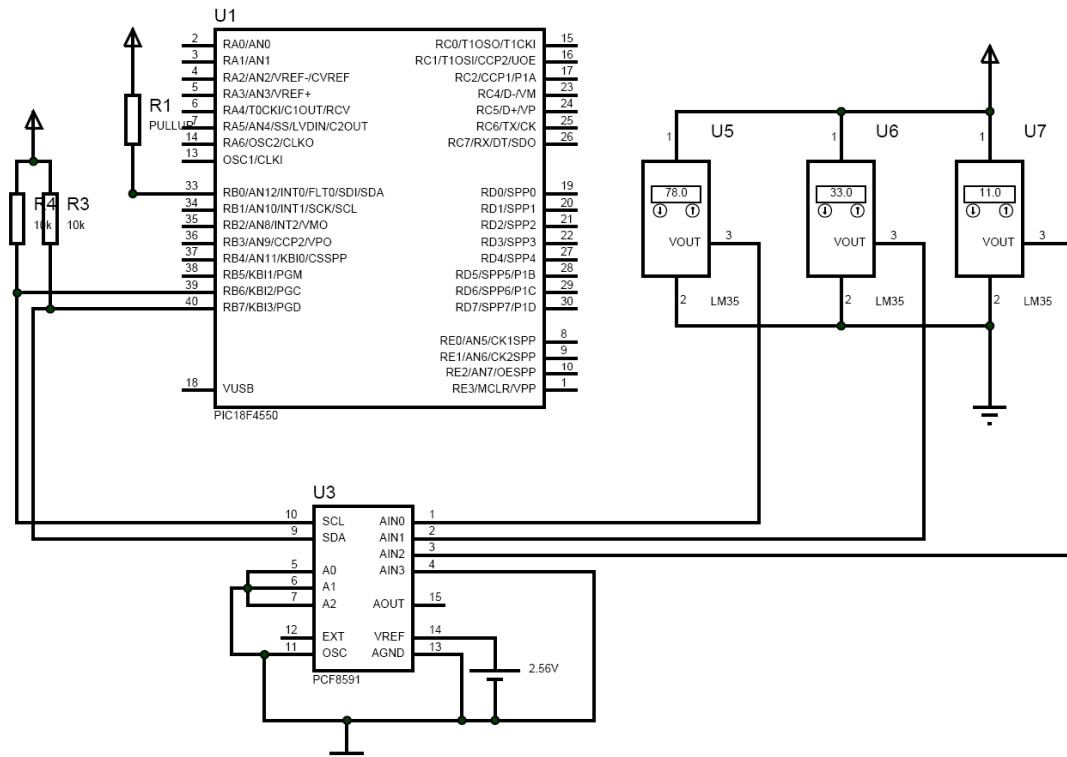 U1
2 RA0/AN0
3 RA1/AN1
4 RA2/AN2/VREF-/CVREF
5 RA3/AN3/VREF+
6 RA4/T0CKI/C1OUT/RCV
7 RA5/AN4/SS/LVDIN/C2OUT
14 RA6/OSC2/CLKO
13 OSC1/CLKI
33 RB0/AN12/INT0/FLT0/SDI/SDA
34 RB1/AN10/INT1/SCK/SCL
35 RB2/AN8/INT2/VMO
36 RB3/AN9/CCP2/VPO
37 RB4/AN11/KBI0/CSSPP
38 RB5/KBI1/PGM
39 RB6/KBI2/PGC
40 RB7/KBI3/PGD
18 VUSB
RC0/T1OSO/T1CKI 15
RC1/T1OSI/CCP2/UOE 16
RC2/CCP1/P1A 17
RC4/D-/VM 23
RC5/D+/VP 24
RC6/TX/CK 25
RC7/RX/DT/SDO 26
RD0/SPP0 19
RD1/SPP1 20
RD2/SPP2 21
RD3/SPP3 22
RD4/SPP4 27
RD5/SPP5/P1B 28
RD6/SPP6/P1C 29
RD7/SPP7/P1D 30
RE0/AN5/CK1SPP 8
RE1/AN6/CK2SPP 9
RE2/AN7/OESPP 10
RE3/MCLR/VPP 1
PIC18F4550
R1
PULLUP
R4
10k
R3
10k
U5
1
78.0
VOUT 3
2
LM35
U6
1
33.0
VOUT 3
2
LM35
U7
1
11.0
VOUT 3
2
LM35
U3
10 SCL
9 SDA
5 A0
6 A1
7 A2
12 EXT
11 OSC
AIN0 1
AIN1 2
AIN2 3
AIN3 4
AOUT 15
VREF 14
AGND 13
PCF8591
2.56V